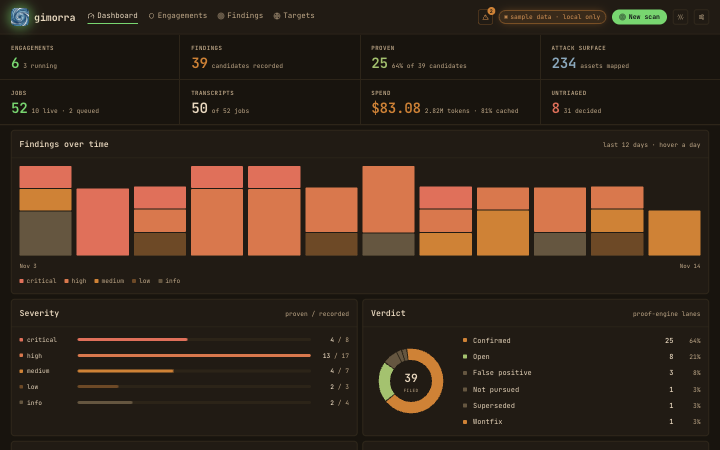 gimorra
Dashboard
Engagements
Findings
Targets
2
sample data · local only
New scan
ENGAGEMENTS
6 3 running
FINDINGS
39 candidates recorded
PROVEN
25 64% of 39 candidates
ATTACK SURFACE
234 assets mapped
JOBS
52 10 live · 2 queued
TRANSCRIPTS
50 of 52 jobs
SPEND
$83.08 2.82M tokens · 81% cached
UNTRIAGED
8 31 decided
Findings over time
last 12 days · hover a day
Nov 3
Nov 14
critical high medium low info
Severity
proven / recorded
critical 4 / 8
high 13 / 17
medium 4 / 7
low 2 / 3
info 2 / 4
Verdict
proof-engine lanes
39
FILED
Confirmed 25 64%
Open 8 21%
False positive 3 8%
Not pursued 1 3%
Superseded 1 3%
Wontfix 1 3%